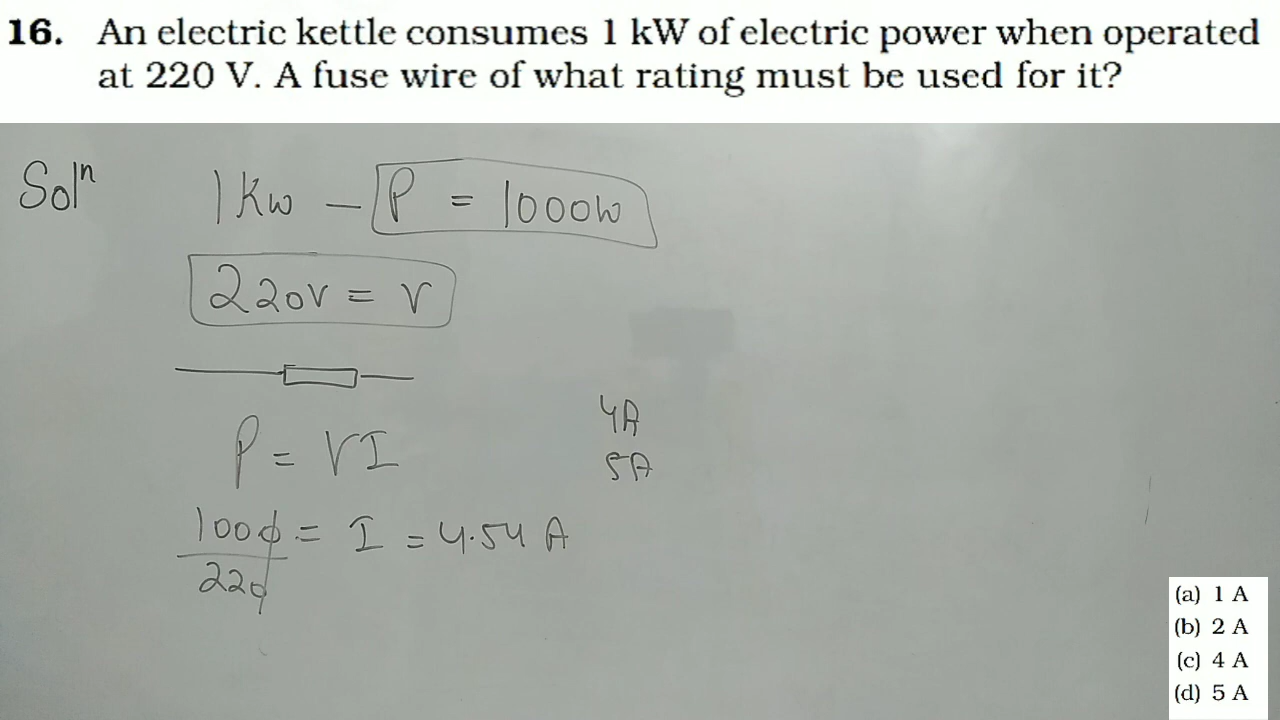 16. An electric kettle consumes 1 kW of electric power when operated
at 220 V. A fuse wire of what rating must be used for it?
Solⁿ 1 Kw – P = 1000W
220V = V
P = VI
4A
5A
1000 = I = 4.54 A
220
(a) 1 A
(b) 2 A
(c) 4 A
(d) 5 A